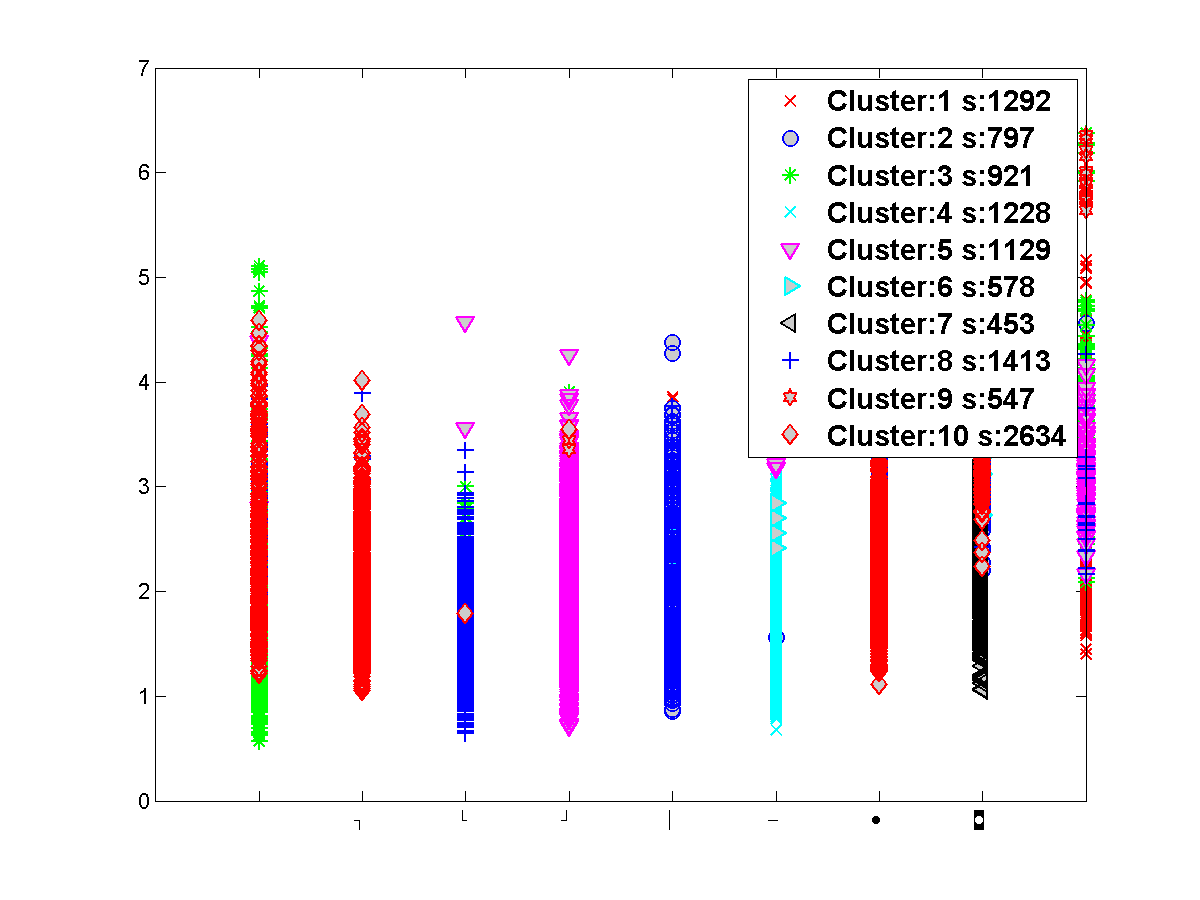 7
6
5
4
3
2
1
0
Cluster:1 s:1292
Cluster:2 s:797
Cluster:3 s:921
Cluster:4 s:1228
Cluster:5 s:1129
Cluster:6 s:578
Cluster:7 s:453
Cluster:8 s:1413
Cluster:9 s:547
Cluster:10 s:2634
┐ └ ┘ │ ─ • ◘